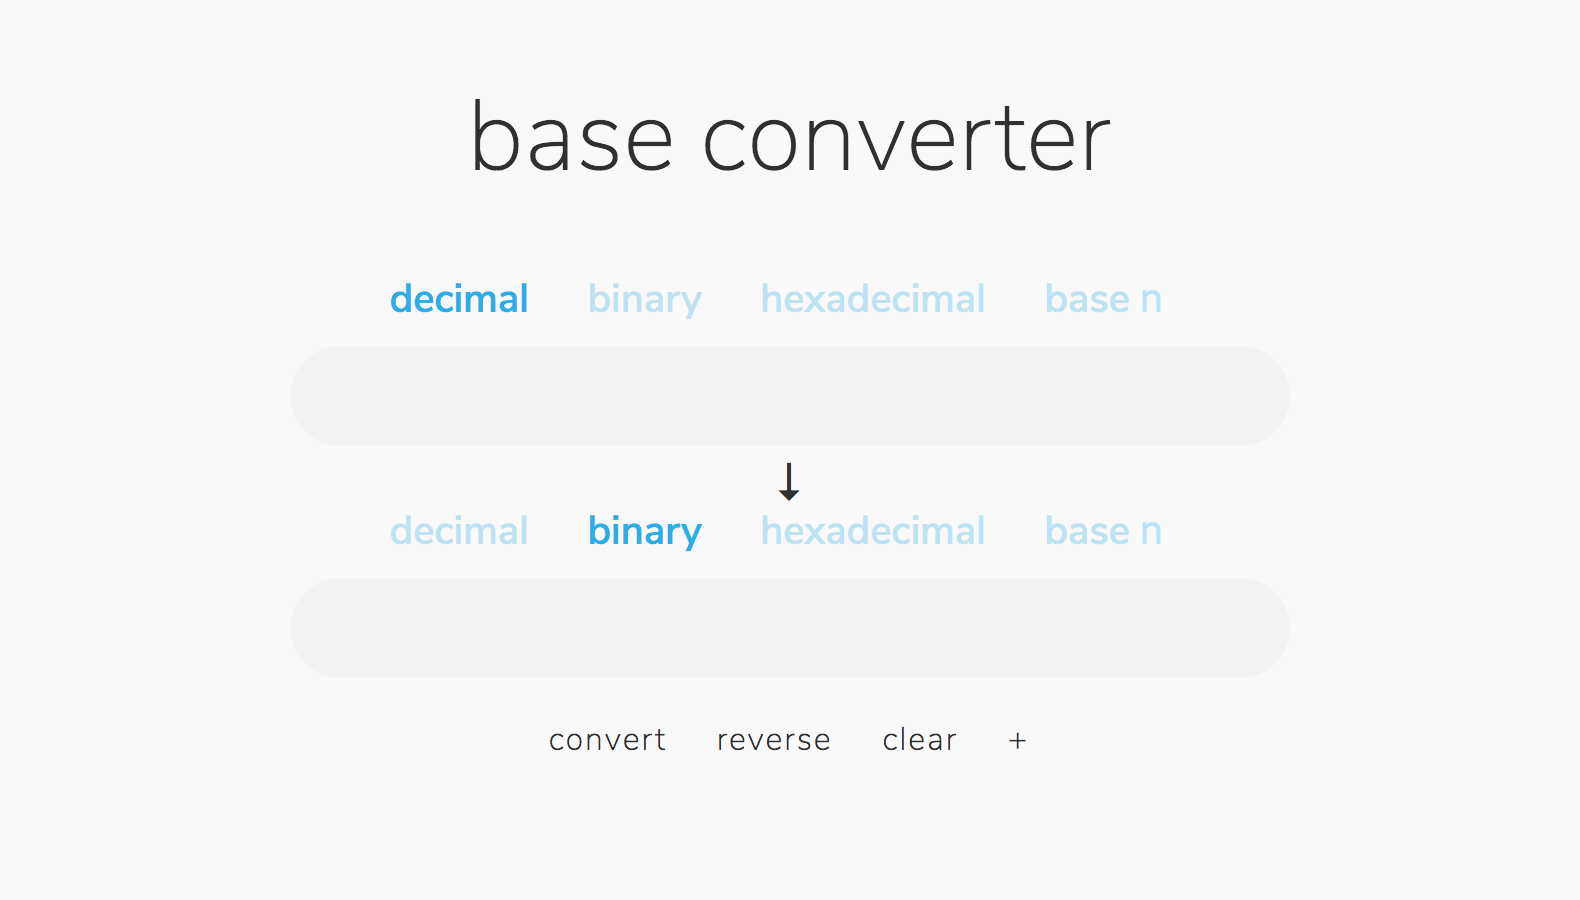 base converter
decimal binary hexadecimal base n
↓
decimal binary hexadecimal base n
convert reverse clear +